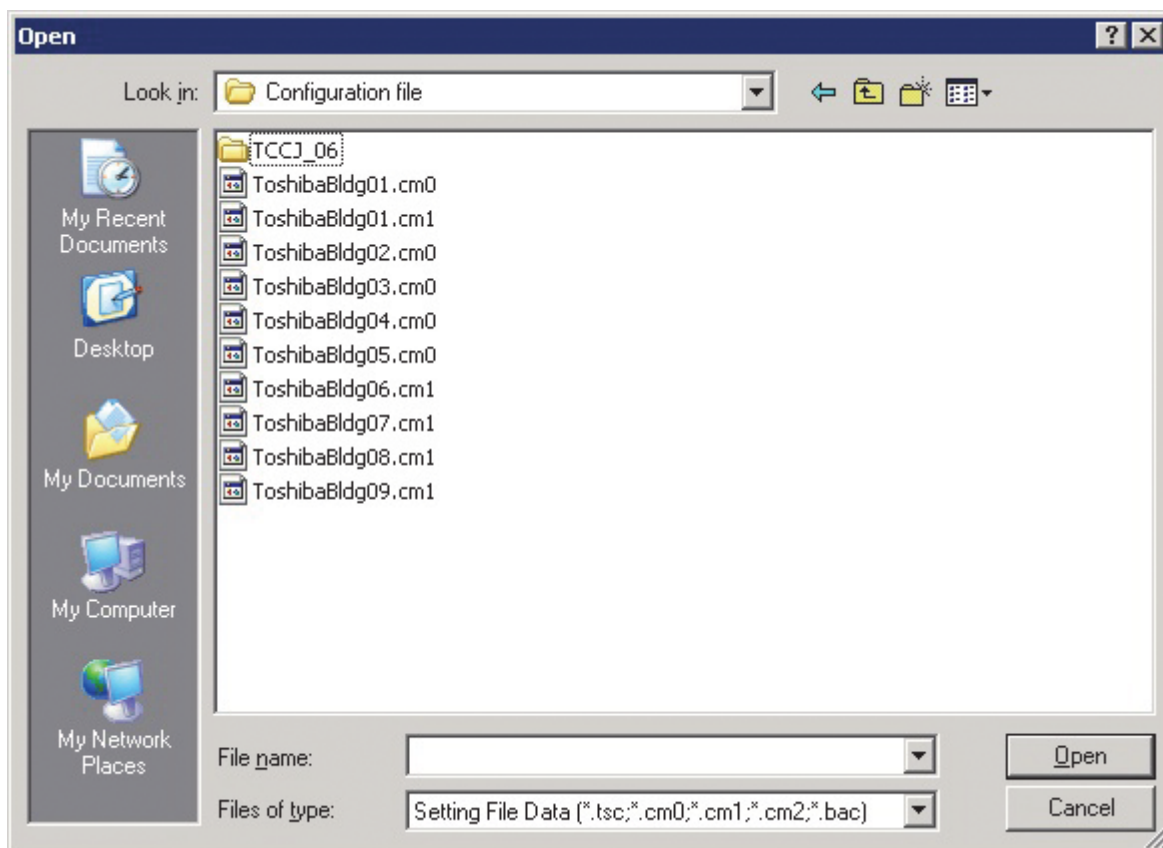 Open
Look in:
Configuration file
My Recent
Documents
Desktop
My Documents
My Computer
My Network
Places
TCCJ_06
ToshibaBldg01.cm0
ToshibaBldg01.cm1
ToshibaBldg02.cm0
ToshibaBldg03.cm0
ToshibaBldg04.cm0
ToshibaBldg05.cm0
ToshibaBldg06.cm1
ToshibaBldg07.cm1
ToshibaBldg08.cm1
ToshibaBldg09.cm1
File name:
Open
Files of type:
Setting File Data (*.tsc;*.cm0;*.cm1;*.cm2;*.bac)
Cancel